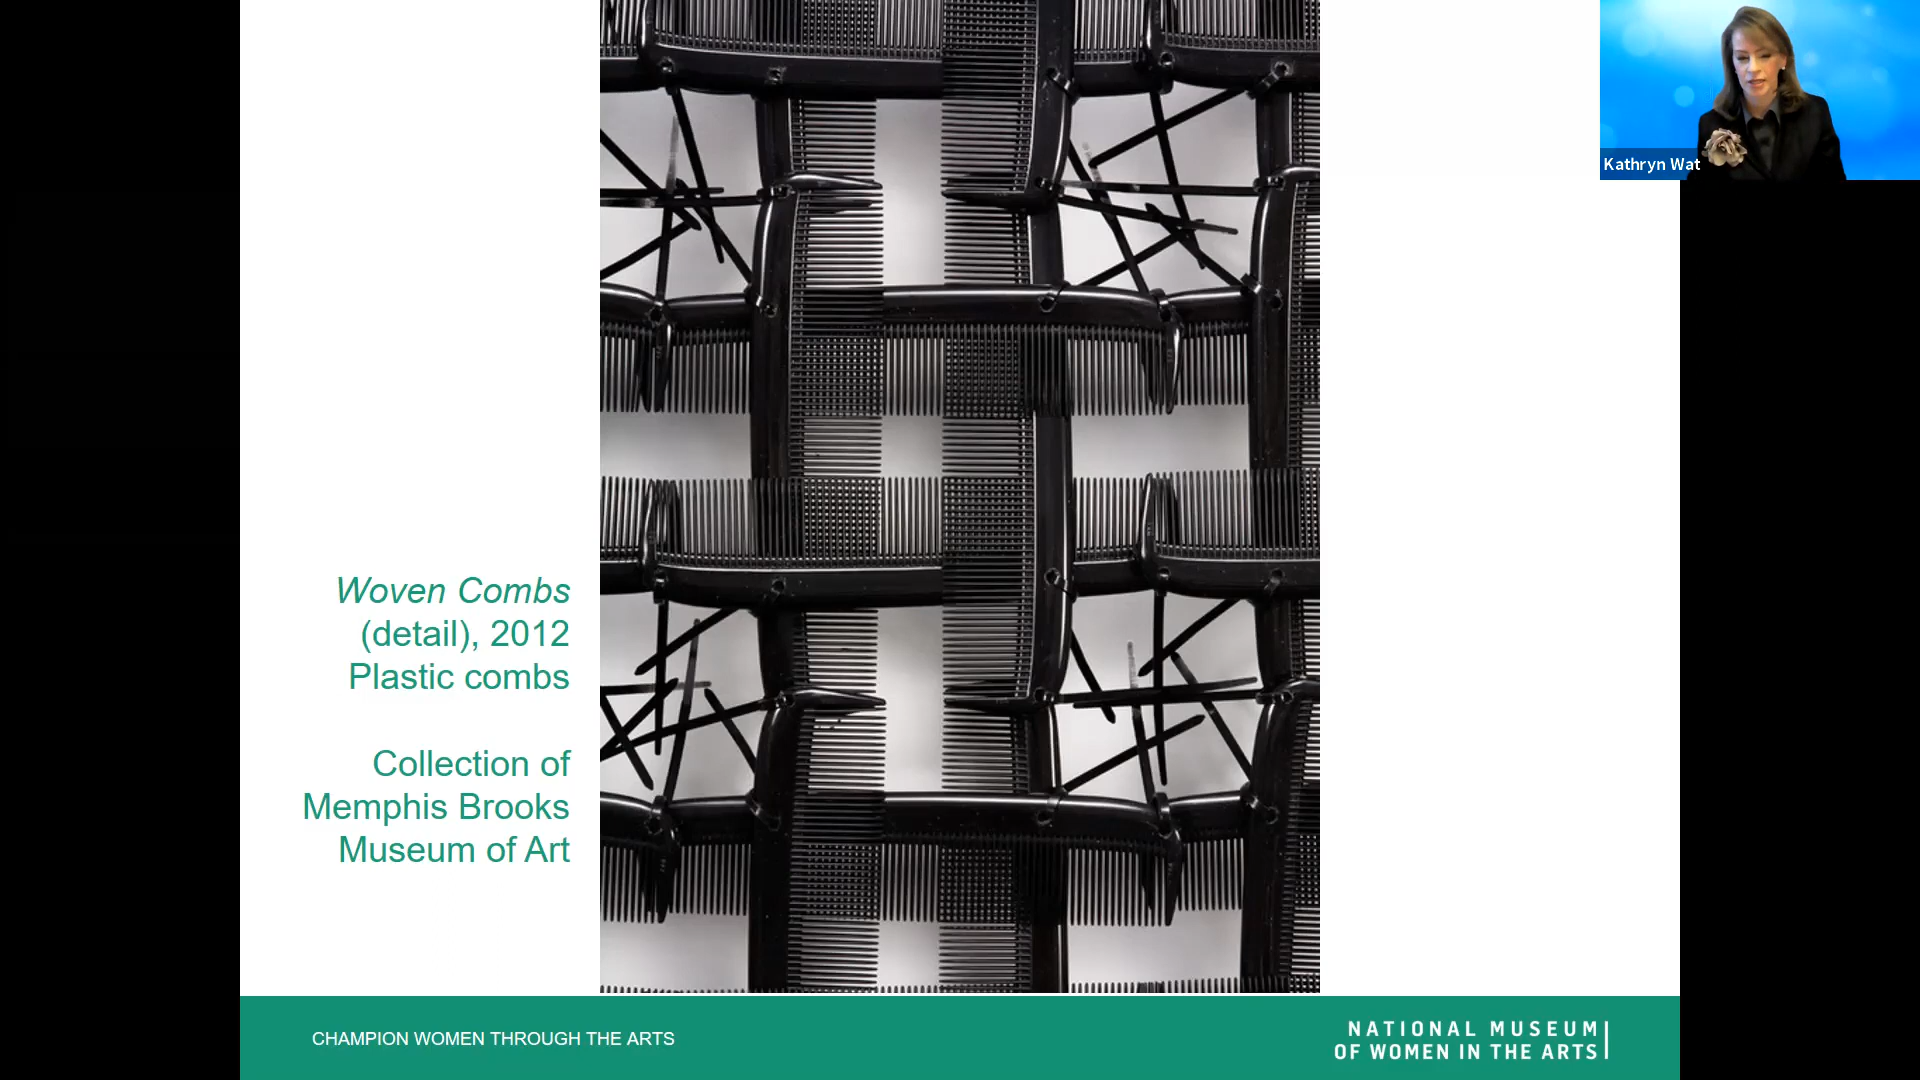 Kathryn Wat
Woven Combs
(detail), 2012
Plastic combs
Collection of
Memphis Brooks
Museum of Art
CHAMPION WOMEN THROUGH THE ARTS
NATIONAL MUSEUM
OF WOMEN IN THE ARTS